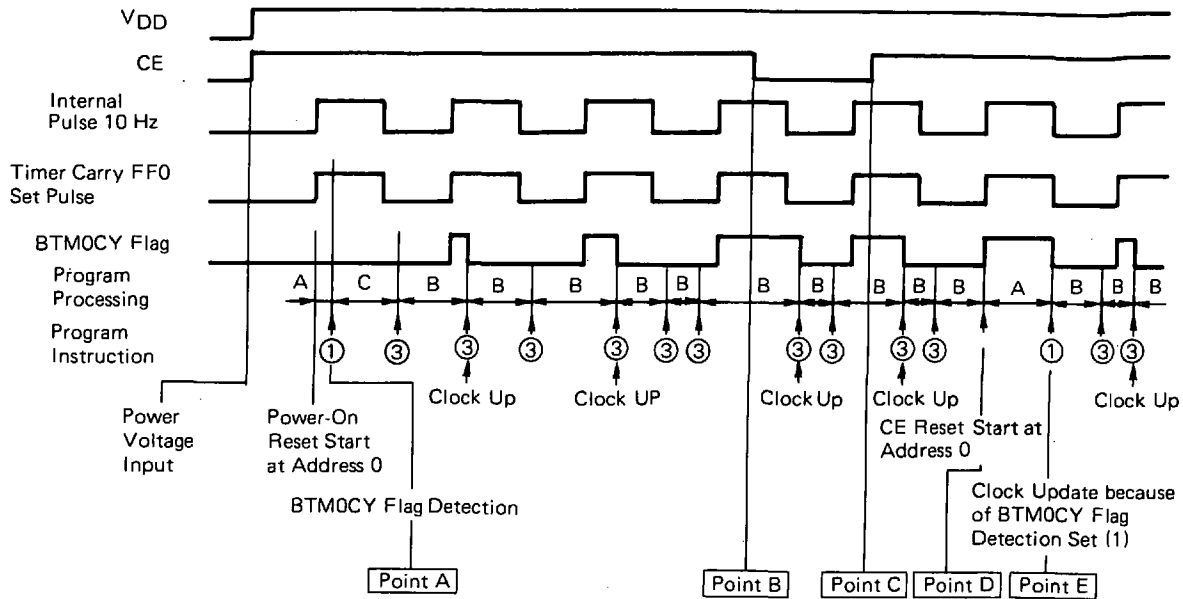 VDD
CE
Internal
Pulse 10 Hz
Timer Carry FF0
Set Pulse
BTM0CY Flag
Program
Processing
A C B B B B B B B B B B A B B B
Program
Instruction
① ③ ③ ③ ③ ③ ③ ③ ③ ③ ③ ① ③ ③
Clock Up
Clock UP
Clock Up
Clock Up
Clock Up
Power
Voltage
Input
Power-On
Reset Start
at Address 0
CE Reset Start at
Address 0
BTM0CY Flag Detection
Clock Update because
of BTM0CY Flag
Detection Set (1)
Point A
Point B
Point C
Point D
Point E